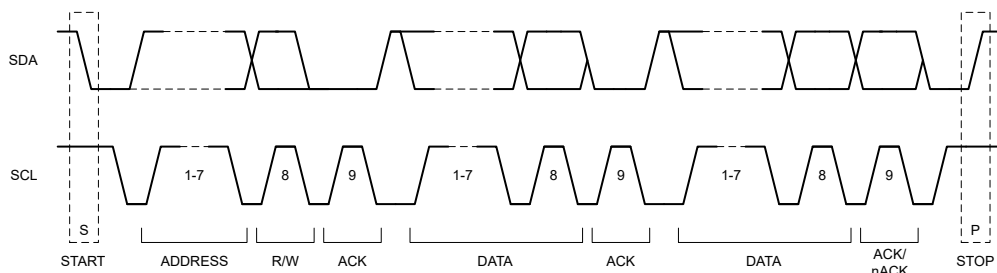 SDA
SCL
1-7
8
9
1-7
8
9
1-7
8
9
S
P
START
ADDRESS
R/W
ACK
DATA
ACK
DATA
ACK/
nACK
STOP